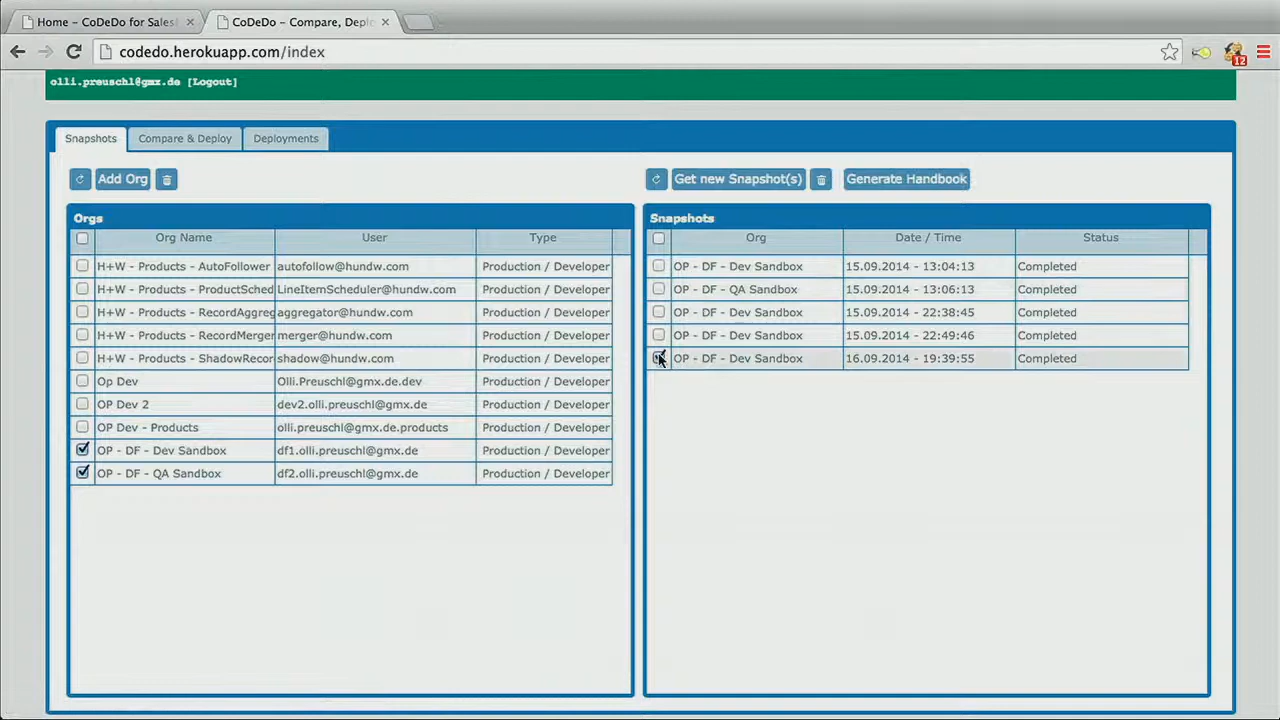 Home – CoDeDo for Sales
CoDeDo – Compare, Deplo
codedo.herokuapp.com/index
12
olli.preuschl@gmx.de [Logout]
Snapshots
Compare & Deploy
Deployments
Add Org
Get new Snapshot(s)
Generate Handbook
Orgs
Org Name User Type
H+W - Products - AutoFollower autofollow@hundw.com Production / Developer
H+W - Products - ProductSched LineItemScheduler@hundw.com Production / Developer
H+W - Products - RecordAggreg aggregator@hundw.com Production / Developer
H+W - Products - RecordMerger merger@hundw.com Production / Developer
H+W - Products - ShadowRecor shadow@hundw.com Production / Developer
Op Dev Olli.Preuschl@gmx.de.dev Production / Developer
OP Dev 2 dev2.olli.preuschl@gmx.de Production / Developer
OP Dev - Products olli.preuschl@gmx.de.products Production / Developer
OP - DF - Dev Sandbox df1.olli.preuschl@gmx.de Production / Developer
OP - DF - QA Sandbox df2.olli.preuschl@gmx.de Production / Developer
Snapshots
Org Date / Time Status
OP - DF - Dev Sandbox 15.09.2014 - 13:04:13 Completed
OP - DF - QA Sandbox 15.09.2014 - 13:06:13 Completed
OP - DF - Dev Sandbox 15.09.2014 - 22:38:45 Completed
OP - DF - Dev Sandbox 15.09.2014 - 22:49:46 Completed
OP - DF - Dev Sandbox 16.09.2014 - 19:39:55 Completed